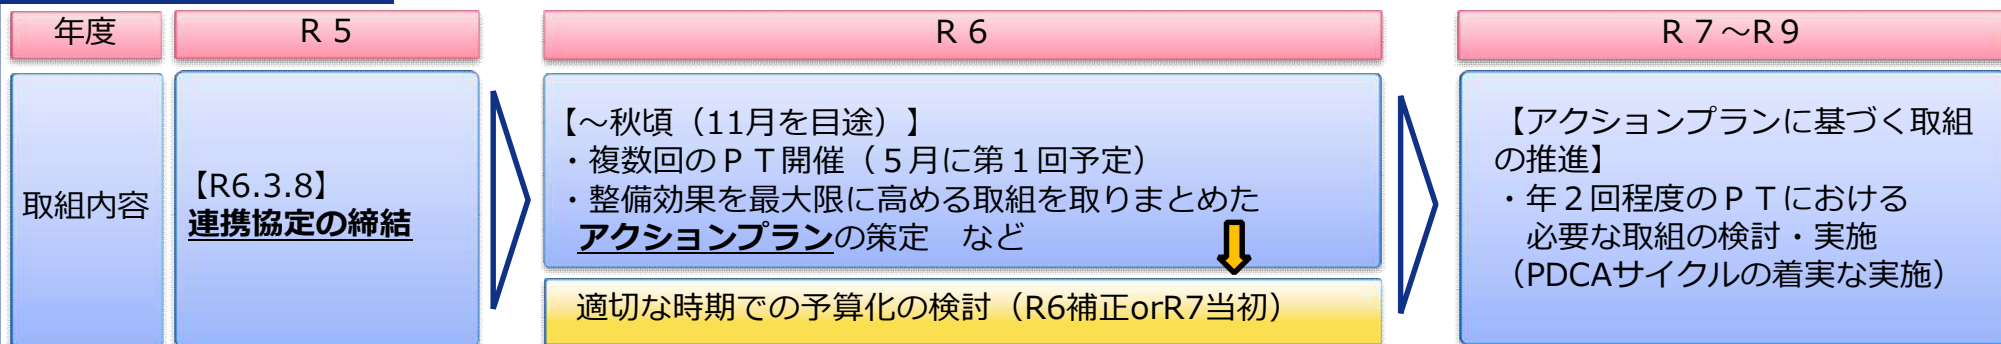 年度
R５
R６
R７～R９
取組内容
【R6.3.8】
連携協定の締結
【～秋頃（11月を目途）】
・複数回のＰＴ開催（５月に第１回予定）
・整備効果を最大限に高める取組を取りまとめた
アクションプランの策定　など
適切な時期での予算化の検討（R6補正orR7当初）
【アクションプランに基づく取組
の推進】
・年２回程度のＰＴにおける
必要な取組の検討・実施
（PDCAサイクルの着実な実施）